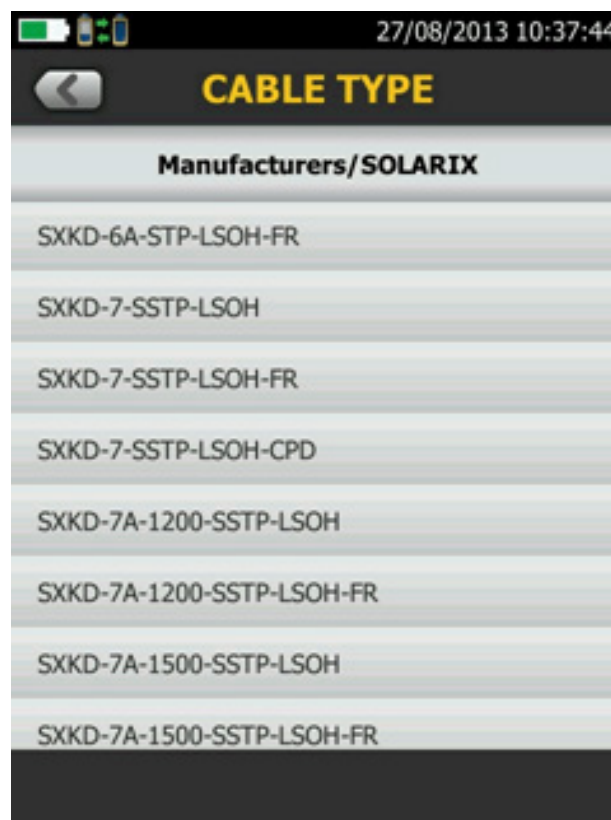 27/08/2013 10:37:44
CABLE TYPE
Manufacturers/SOLARIX
SXKD-6A-STP-LSOH-FR
SXKD-7-SSTP-LSOH
SXKD-7-SSTP-LSOH-FR
SXKD-7-SSTP-LSOH-CPD
SXKD-7A-1200-SSTP-LSOH
SXKD-7A-1200-SSTP-LSOH-FR
SXKD-7A-1500-SSTP-LSOH
SXKD-7A-1500-SSTP-LSOH-FR